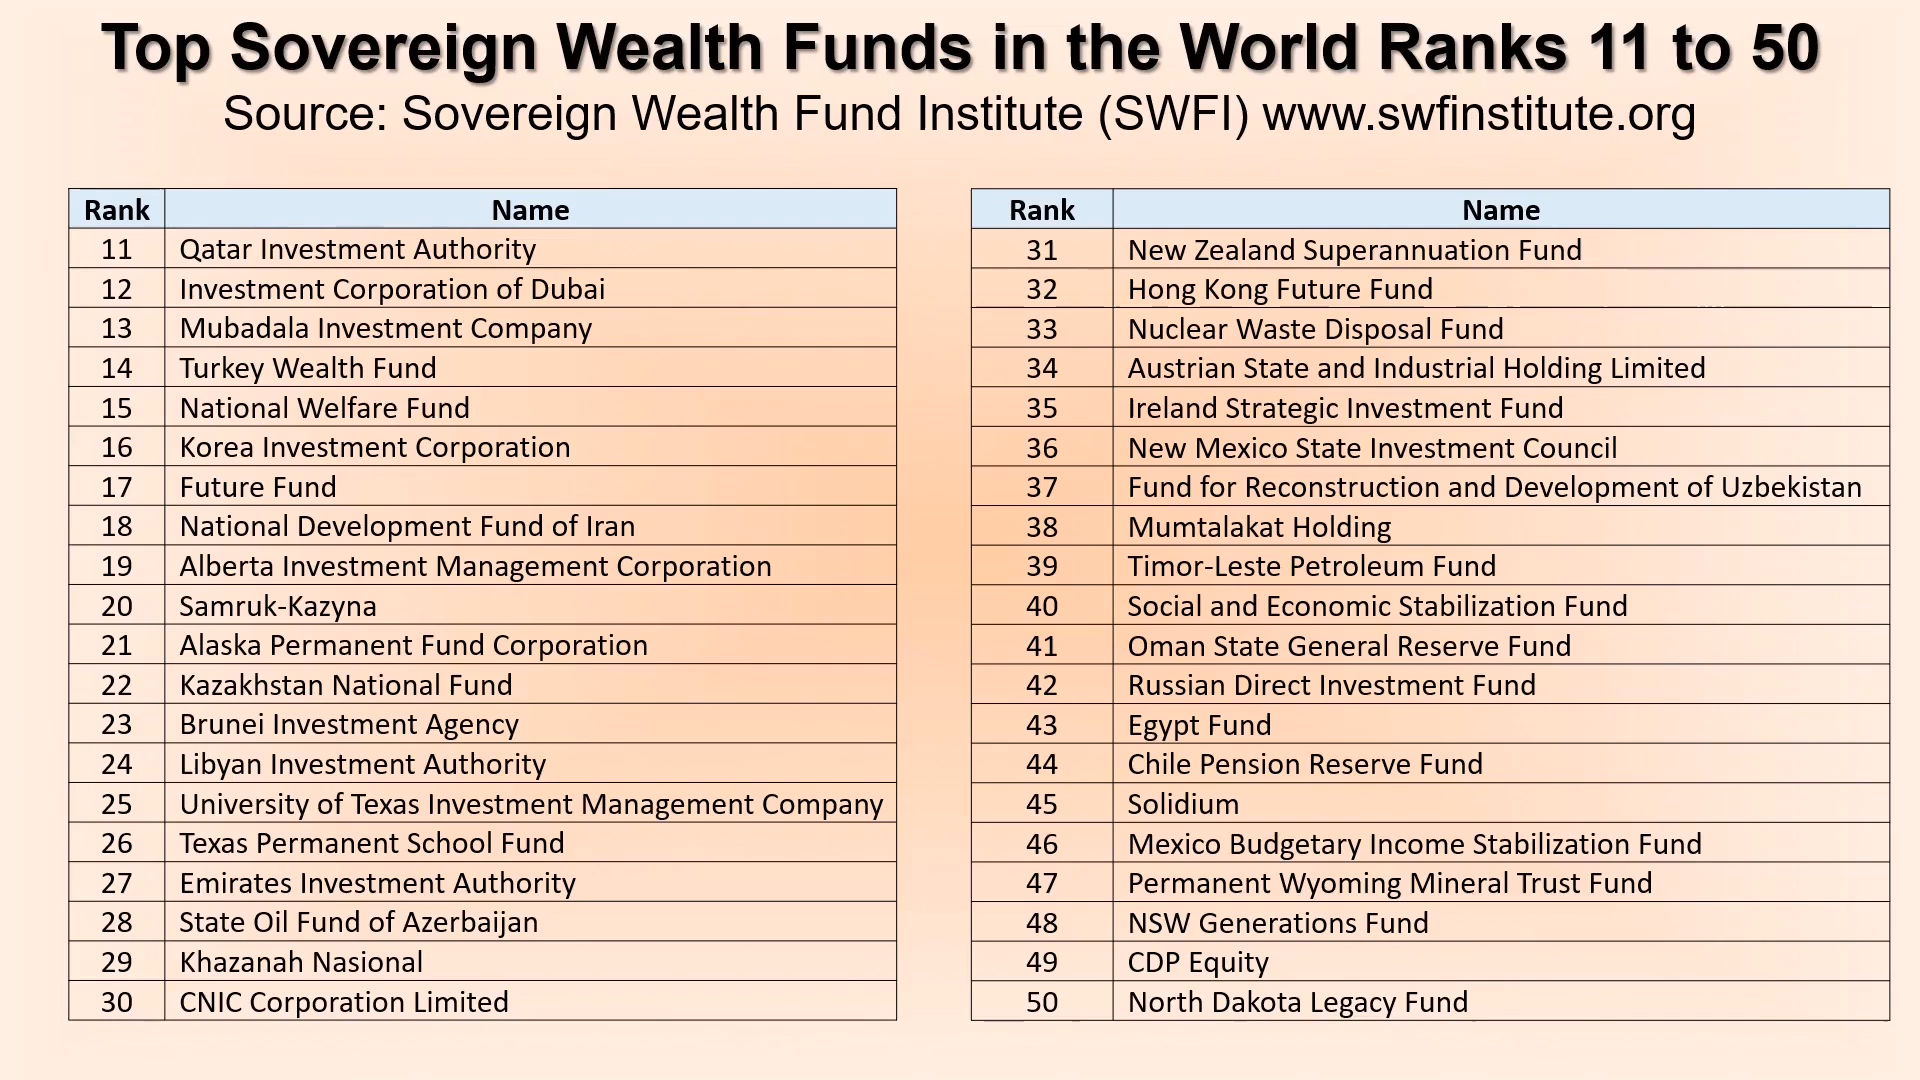 Top Sovereign Wealth Funds in the World Ranks 11 to 50
Source: Sovereign Wealth Fund Institute (SWFI) www.swfinstitute.org
Rank Name
11 Qatar Investment Authority
12 Investment Corporation of Dubai
13 Mubadala Investment Company
14 Turkey Wealth Fund
15 National Welfare Fund
16 Korea Investment Corporation
17 Future Fund
18 National Development Fund of Iran
19 Alberta Investment Management Corporation
20 Samruk-Kazyna
21 Alaska Permanent Fund Corporation
22 Kazakhstan National Fund
23 Brunei Investment Agency
24 Libyan Investment Authority
25 University of Texas Investment Management Company
26 Texas Permanent School Fund
27 Emirates Investment Authority
28 State Oil Fund of Azerbaijan
29 Khazanah Nasional
30 CNIC Corporation Limited
Rank Name
31 New Zealand Superannuation Fund
32 Hong Kong Future Fund
33 Nuclear Waste Disposal Fund
34 Austrian State and Industrial Holding Limited
35 Ireland Strategic Investment Fund
36 New Mexico State Investment Council
37 Fund for Reconstruction and Development of Uzbekistan
38 Mumtalakat Holding
39 Timor-Leste Petroleum Fund
40 Social and Economic Stabilization Fund
41 Oman State General Reserve Fund
42 Russian Direct Investment Fund
43 Egypt Fund
44 Chile Pension Reserve Fund
45 Solidium
46 Mexico Budgetary Income Stabilization Fund
47 Permanent Wyoming Mineral Trust Fund
48 NSW Generations Fund
49 CDP Equity
50 North Dakota Legacy Fund